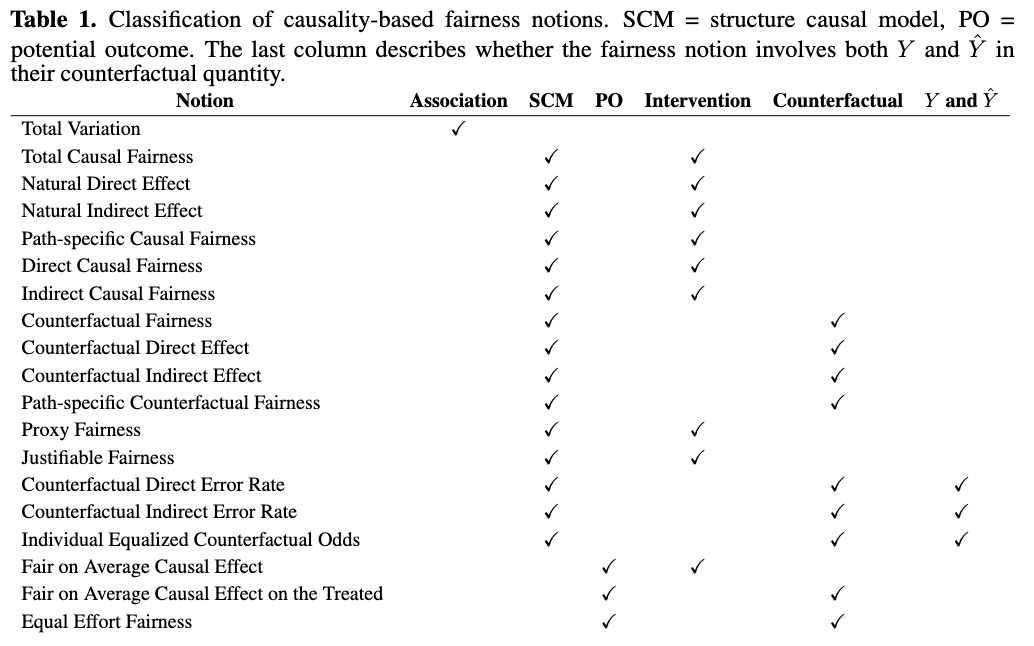 Table 1. Classification of causality-based fairness notions. SCM = structure causal model, PO =
potential outcome. The last column describes whether the fairness notion involves both Y and Ŷ in
their counterfactual quantity.
Notion Association SCM PO Intervention Counterfactual Y and Ŷ
Total Variation ✓
Total Causal Fairness ✓ ✓
Natural Direct Effect ✓ ✓
Natural Indirect Effect ✓ ✓
Path-specific Causal Fairness ✓ ✓
Direct Causal Fairness ✓ ✓
Indirect Causal Fairness ✓ ✓
Counterfactual Fairness ✓ ✓
Counterfactual Direct Effect ✓ ✓
Counterfactual Indirect Effect ✓ ✓
Path-specific Counterfactual Fairness ✓ ✓
Proxy Fairness ✓ ✓
Justifiable Fairness ✓ ✓
Counterfactual Direct Error Rate ✓ ✓ ✓
Counterfactual Indirect Error Rate ✓ ✓ ✓
Individual Equalized Counterfactual Odds ✓ ✓ ✓
Fair on Average Causal Effect ✓ ✓
Fair on Average Causal Effect on the Treated ✓ ✓
Equal Effort Fairness ✓ ✓